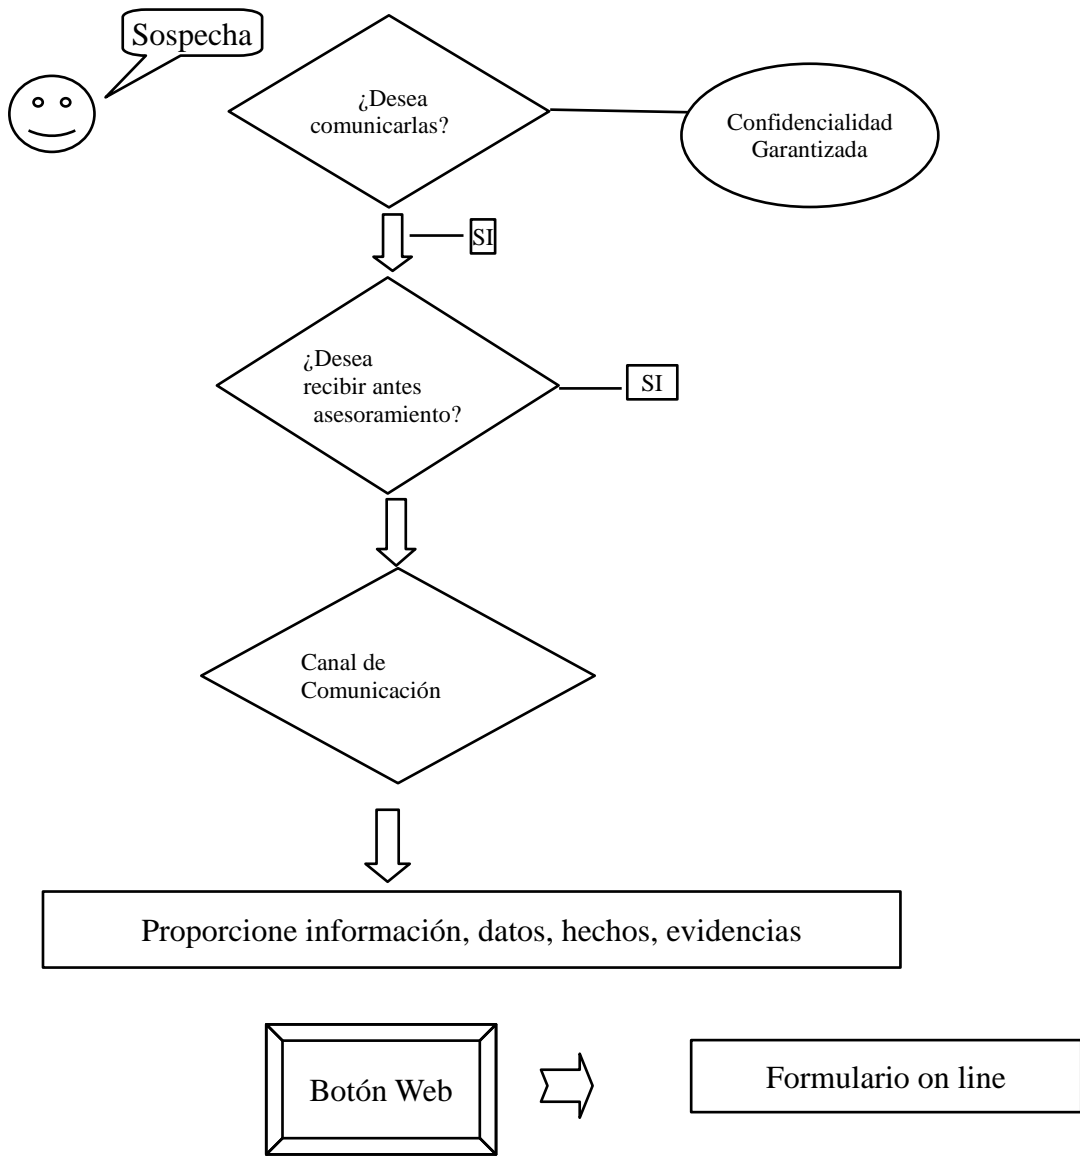 Sospecha
¿Desea
comunicarlas?
Confidencialidad
Garantizada
SI
¿Desea
recibir antes
asesoramiento?
SI
Canal de
Comunicación
Proporcione información, datos, hechos, evidencias
Botón Web
Formulario on line